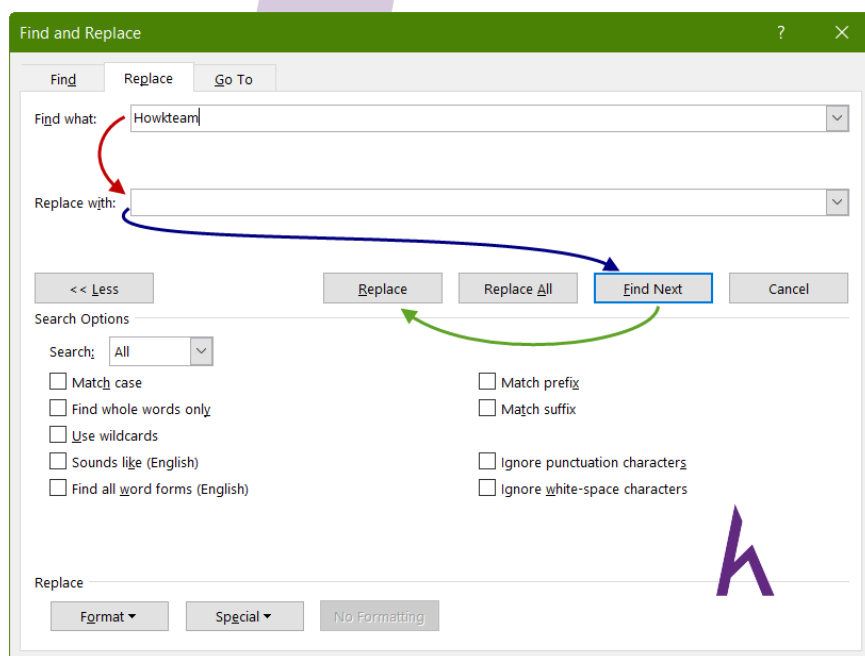 Find and Replace ?
Find Replace Go To
Find what: Howkteam
Replace with:
<< Less Replace Replace All Find Next Cancel
Search Options
Search: All
Match case Match prefix
Find whole words only Match suffix
Use wildcards
Sounds like (English) Ignore punctuation characters
Find all word forms (English) Ignore white-space characters
Replace
Format Special No Formatting